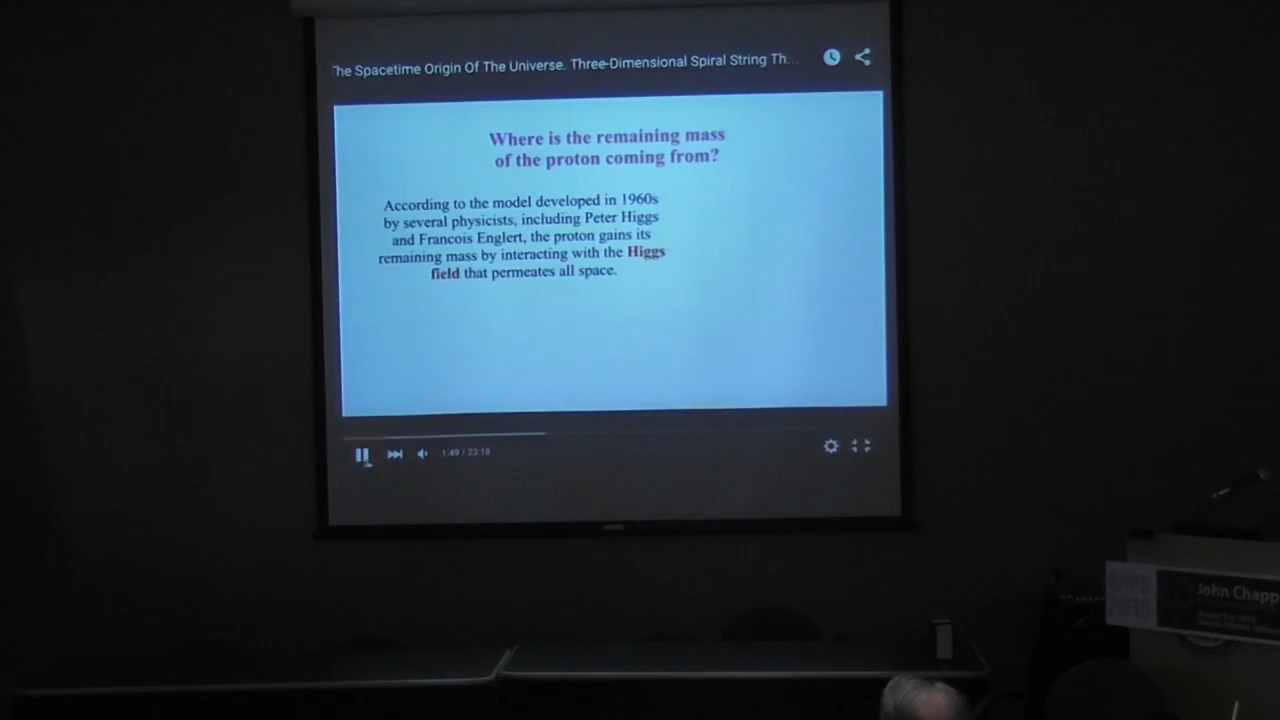 The Spacetime Origin Of The Universe. Three-Dimensional Spiral String Th...
Where is the remaining mass
of the proton coming from?
According to the model developed in 1960s
by several physicists, including Peter Higgs
and Francois Englert, the proton gains its
remaining mass by interacting with the Higgs
field that permeates all space.
1:49 / 23:18
John Chapp